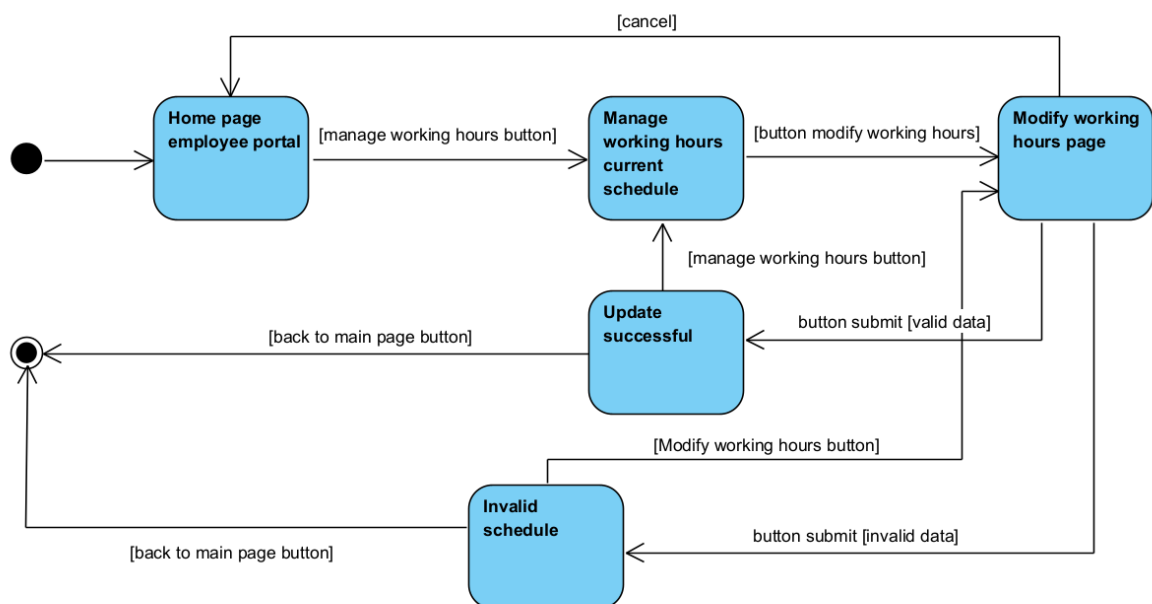 [cancel]
Home page
employee portal
[manage working hours button]
Manage
working hours
current
schedule
[button modify working hours]
Modify working
hours page
[manage working hours button]
Update
successful
button submit [valid data]
[back to main page button]
[Modify working hours button]
Invalid
schedule
button submit [invalid data]
[back to main page button]